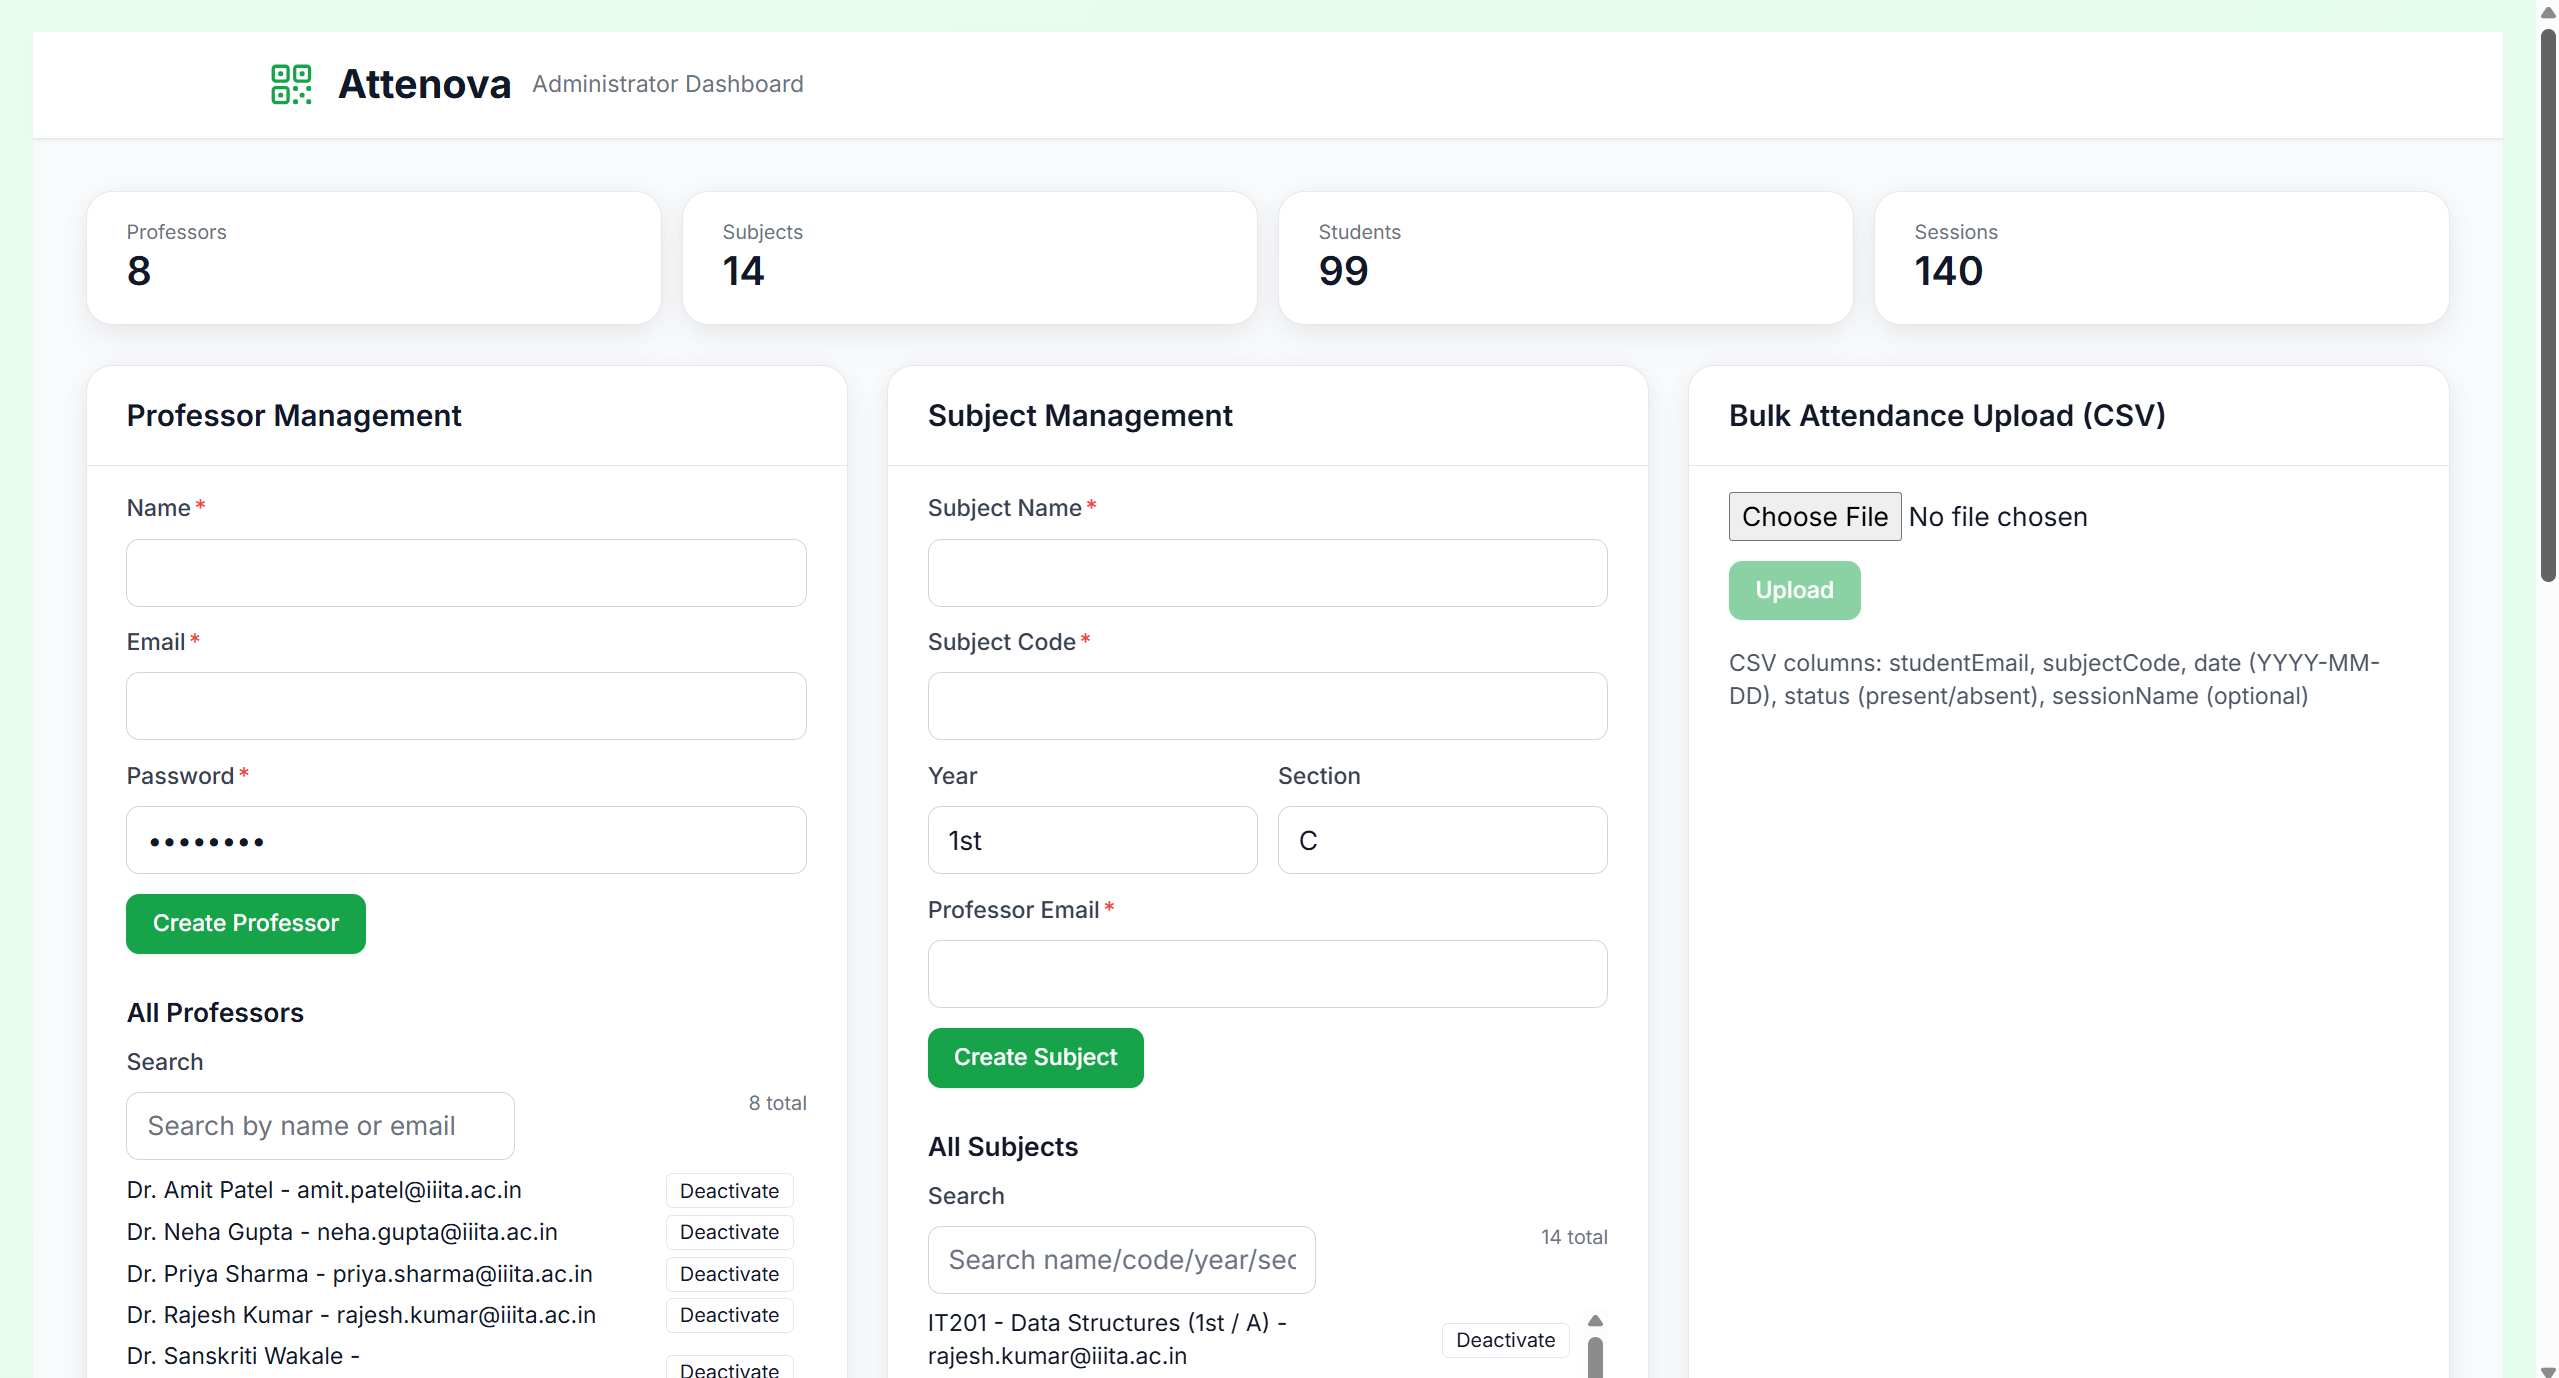 Attenova Administrator Dashboard
Professors
8
Subjects
14
Students
99
Sessions
140
Professor Management
Name *
Email *
Password *
••••••••
Create Professor
All Professors
Search
Search by name or email
8 total
Dr. Amit Patel - amit.patel@iiita.ac.in Deactivate
Dr. Neha Gupta - neha.gupta@iiita.ac.in Deactivate
Dr. Priya Sharma - priya.sharma@iiita.ac.in Deactivate
Dr. Rajesh Kumar - rajesh.kumar@iiita.ac.in Deactivate
Dr. Sanskriti Wakale -
Deactivate
Subject Management
Subject Name *
Subject Code *
Year Section
1st C
Professor Email *
Create Subject
All Subjects
Search
Search name/code/year/sec
14 total
IT201 - Data Structures (1st / A) -
rajesh.kumar@iiita.ac.in
Deactivate
Bulk Attendance Upload (CSV)
Choose File No file chosen
Upload
CSV columns: studentEmail, subjectCode, date (YYYY-MM-
DD), status (present/absent), sessionName (optional)